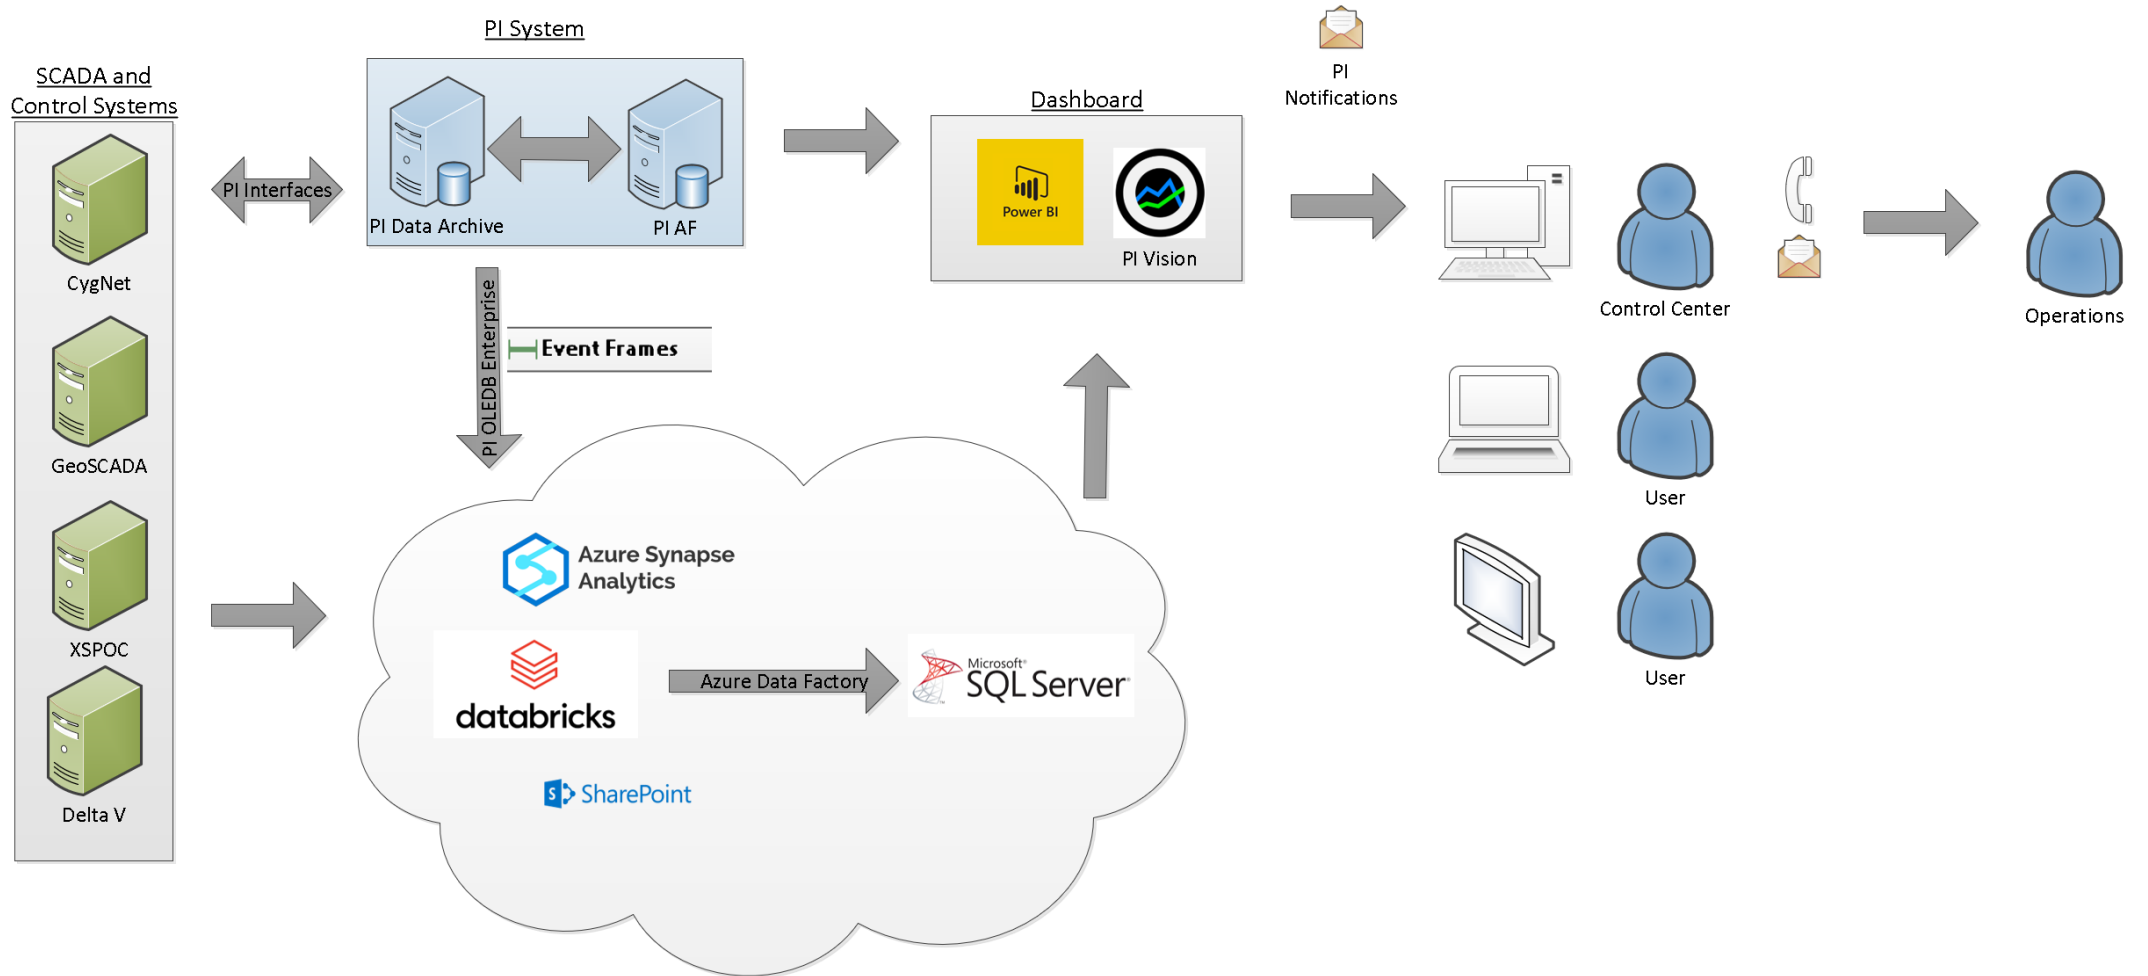 PI System
SCADA and
Control Systems
CygNet
GeoSCADA
XSPOC
Delta V
PI Interfaces
PI Data Archive
PI AF
PI OLEDB Enterprise
Event Frames
Azure Synapse
Analytics
databricks
Azure Data Factory
Microsoft®
SQL Server®
™
S
SharePoint
Dashboard
Power BI
PI Vision
PI
Notifications
Control Center
User
User
Operations